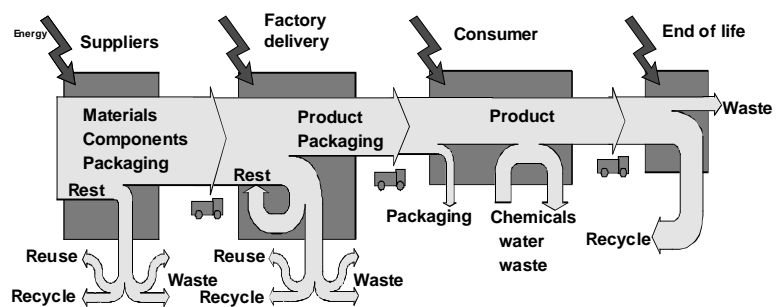 Energy
Suppliers
Factory
delivery
Consumer
End of life
Materials
Components
Packaging
Rest
Product
Packaging
Rest
Product
Waste
Packaging
Chemicals
water
waste
Recycle
Reuse
Waste
Recycle
Reuse
Waste
Recycle